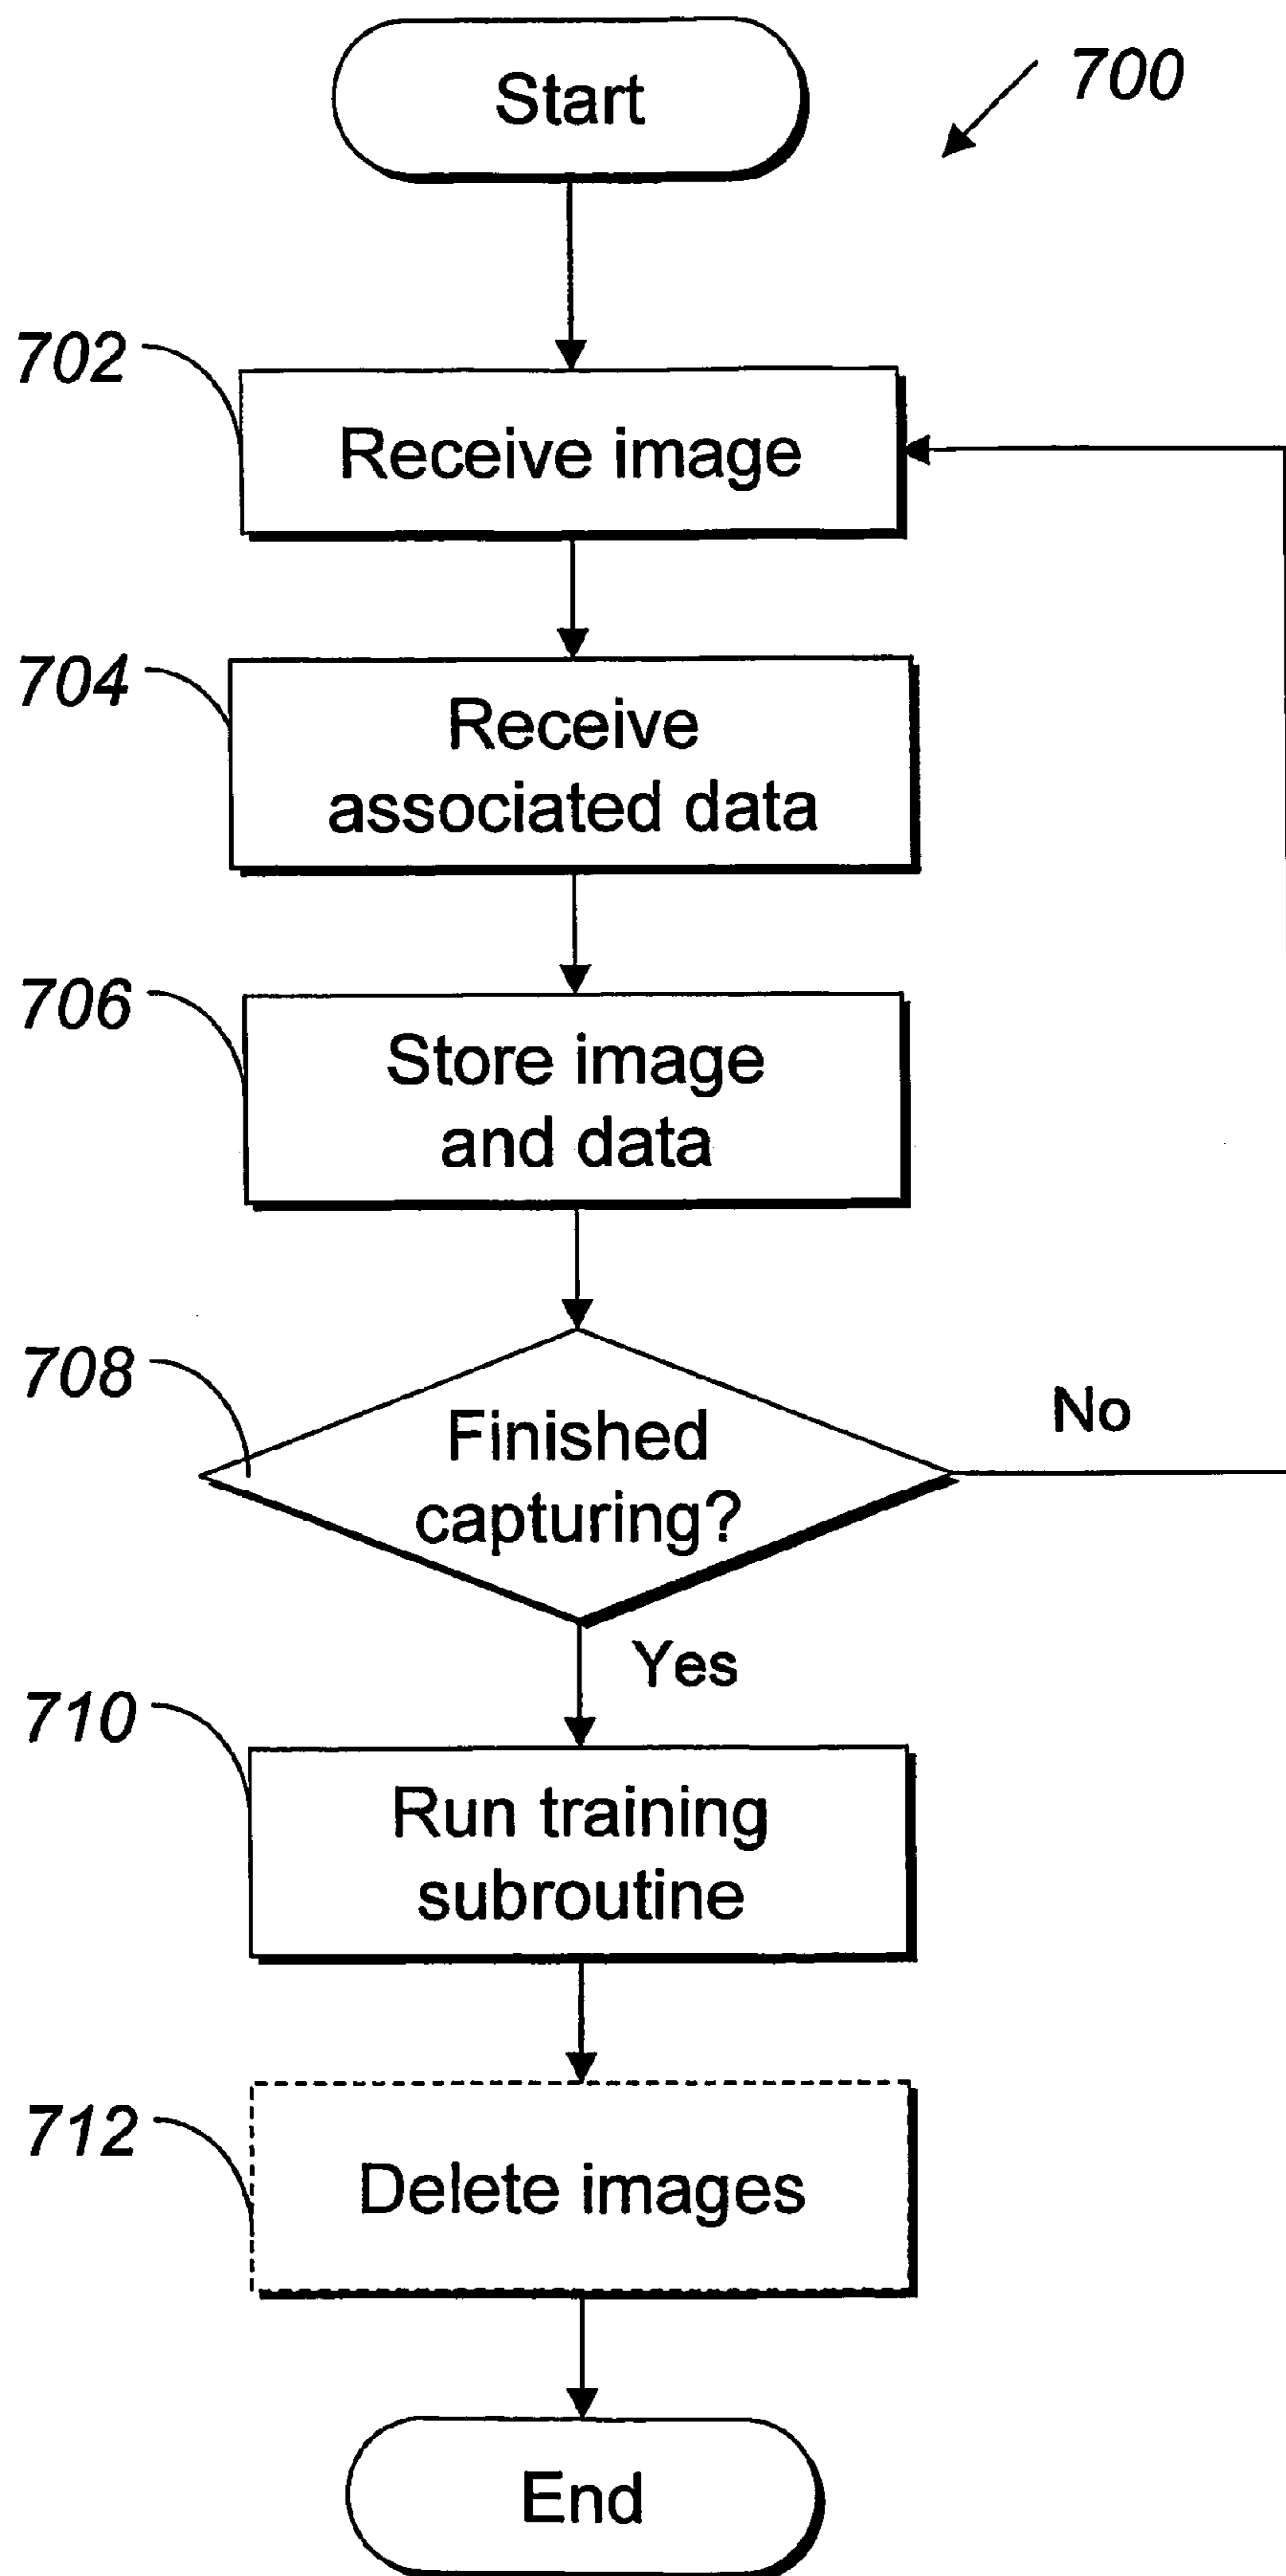 Start
700
702
Receive image
704
Receive
associated data
706
Store image
and data
708
Finished
capturing?
No
Yes
710
Run training
subroutine
712
Delete images
End